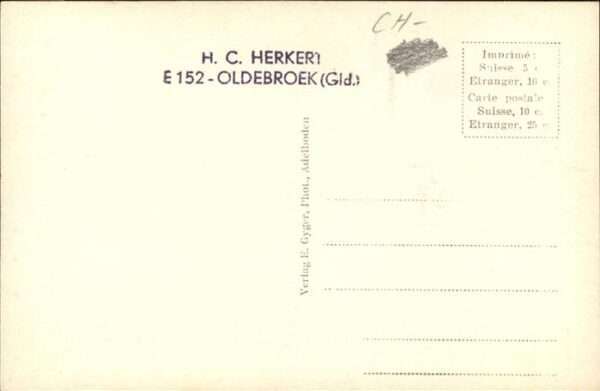 CH-
H. C. HERKERT
E 152 - OLDEBROEK (Gld.)
Imprimé:
Suisse 5 c.
Etranger, 10 c.
Carte postale
Suisse, 10 c.
Etranger, 25 c.
Verlag E. Gyger, Phot., Adelboden